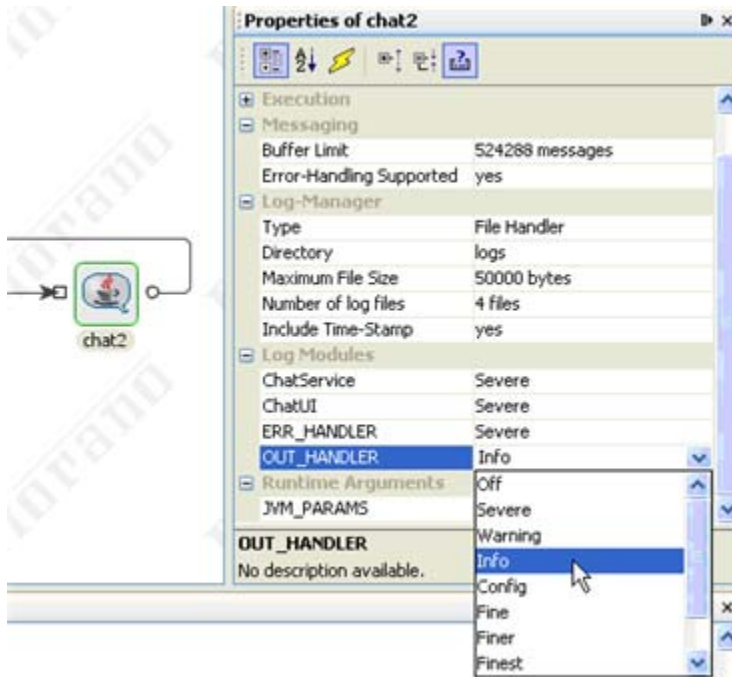 Properties of chat2
Execution
Messaging
Buffer Limit 524288 messages
Error-Handling Supported yes
Log-Manager
Type File Handler
Directory logs
Maximum File Size 50000 bytes
Number of log files 4 files
Include Time-Stamp yes
Log Modules
ChatService Severe
ChatUI Severe
ERR_HANDLER Severe
OUT_HANDLER Info
Runtime Arguments
JVM_PARAMS
Off
Severe
Warning
Info
Config
Fine
Finer
Finest
OUT_HANDLER
No description available.
chat2